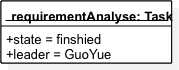 requirementAnalyse: Task
+state = finshied
+leader = GuoYue